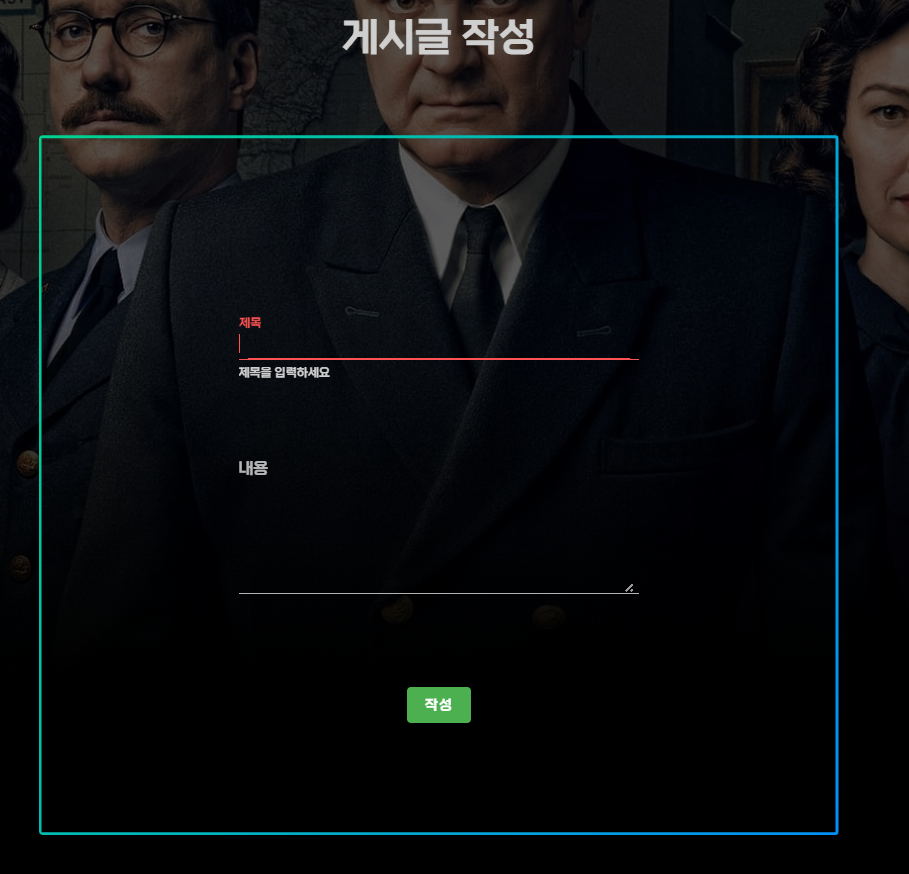 게시글 작성
제목
제목을 입력하세요
내용
작성